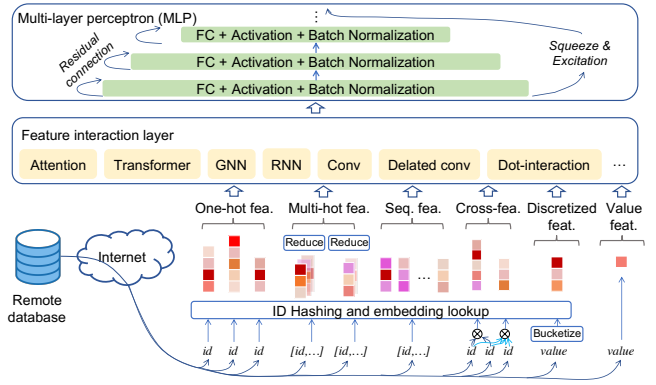 Multi-layer perceptron (MLP)
⋮
FC + Activation + Batch Normalization
Residual connection
Squeeze & Excitation
FC + Activation + Batch Normalization
FC + Activation + Batch Normalization
Feature interaction layer
Attention Transformer GNN RNN Conv Delated conv Dot-interaction ...
One-hot fea. Multi-hot fea. Seq. fea. Cross-fea. Discretized feat. Value feat.
Reduce Reduce
Internet
...
Remote database
ID Hashing and embedding lookup
Bucketize
id id id [id,...] [id,...] [id,...] id id id value value